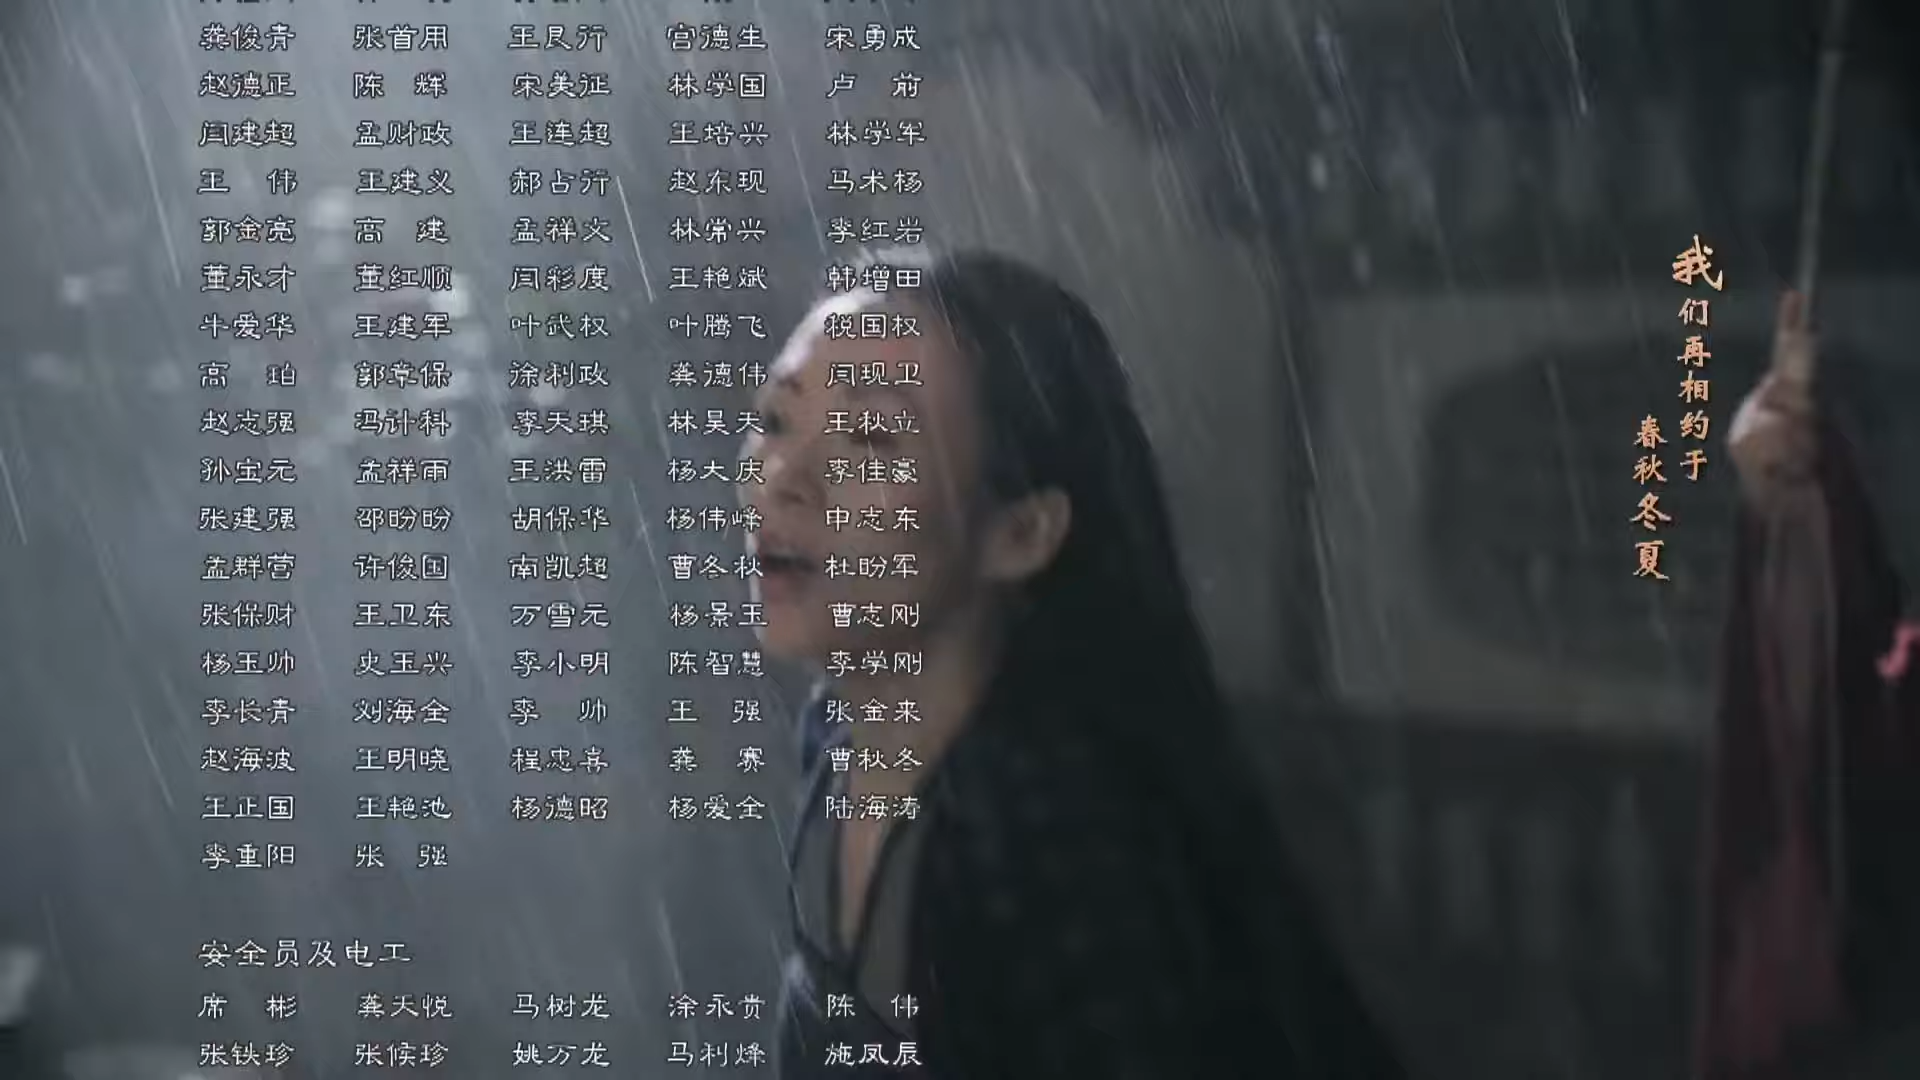 龚俊青 张首用 王艮行 宫德生 宋勇成
赵德正 陈 辉 宋美征 林学国 卢 前
闫建超 孟财政 王连超 王培兴 林学军
王 伟 王建义 郝占行 赵东现 马术杨
郭金亮 高 建 孟祥文 林常兴 李红岩
董永才 董红顺 闫彩度 王艳斌 韩增田
牛爱华 王建军 叶武权 叶腾飞 税国权
高 珀 郭章保 徐利政 龚德伟 闫现卫
赵志强 冯计科 李天琪 林昊天 王秋立
孙宝元 孟祥雨 王洪雷 杨大庆 李佳豪
张建强 邵盼盼 胡保华 杨伟峰 申志东
孟群营 许俊国 南凯超 曹冬秋 杜盼军
张保财 王卫东 万雪元 杨景玉 曹志刚
杨玉帅 史玉兴 李小明 陈智慧 李学刚
李长青 刘海全 李 帅 王 强 张金来
赵海波 王明晓 程忠喜 龚 赛 曹秋冬
王正国 王艳池 杨德昭 杨爱全 陆海涛
李重阳 张 强
安全员及电工
席 彬 龚天悦 马树龙 涂永贵 陈 伟
张铁珍 张候珍 姚万龙 马利烽 施凤辰
我们再相约于
春秋冬夏